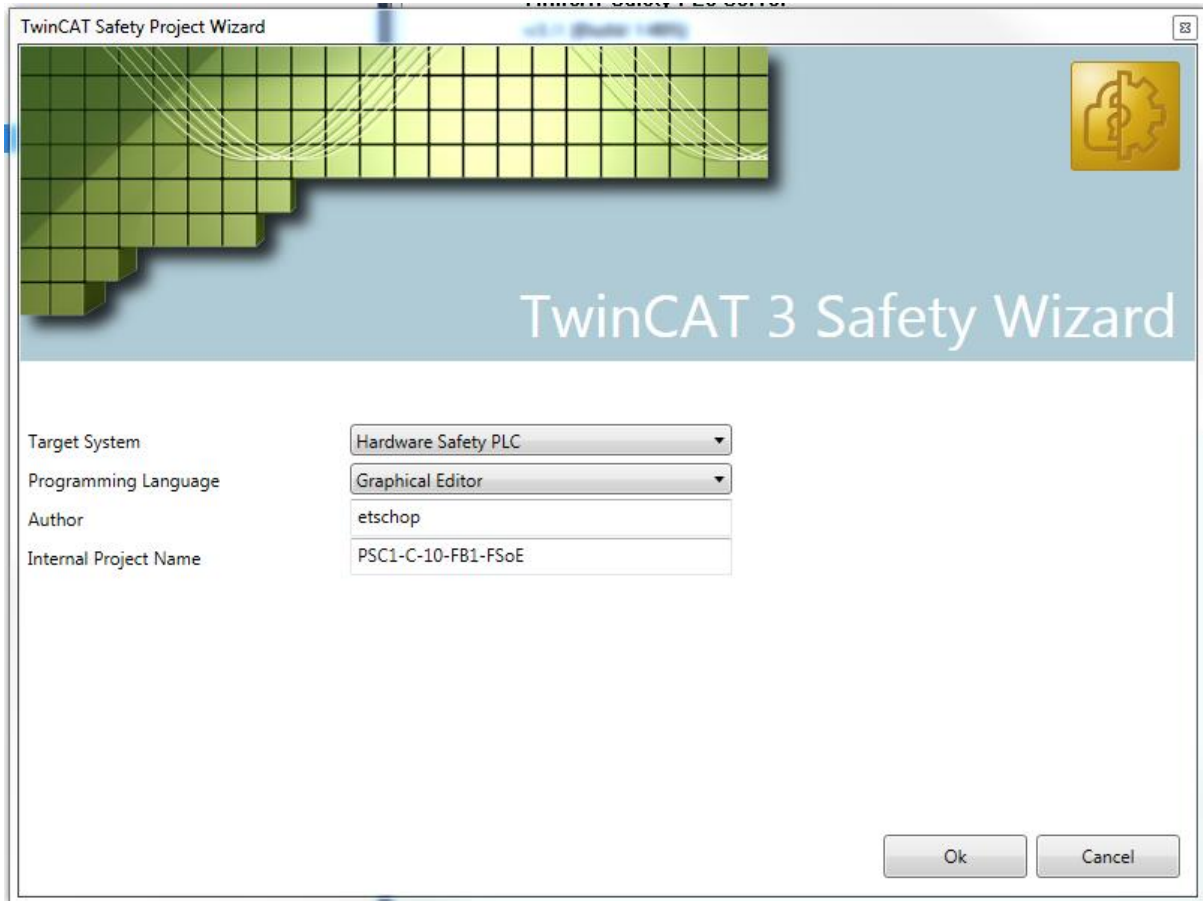 TwinCAT Safety Project Wizard
TwinCAT 3 Safety Wizard
Target System Hardware Safety PLC
Programming Language Graphical Editor
Author etschop
Internal Project Name PSC1-C-10-FB1-FSoE
Ok Cancel